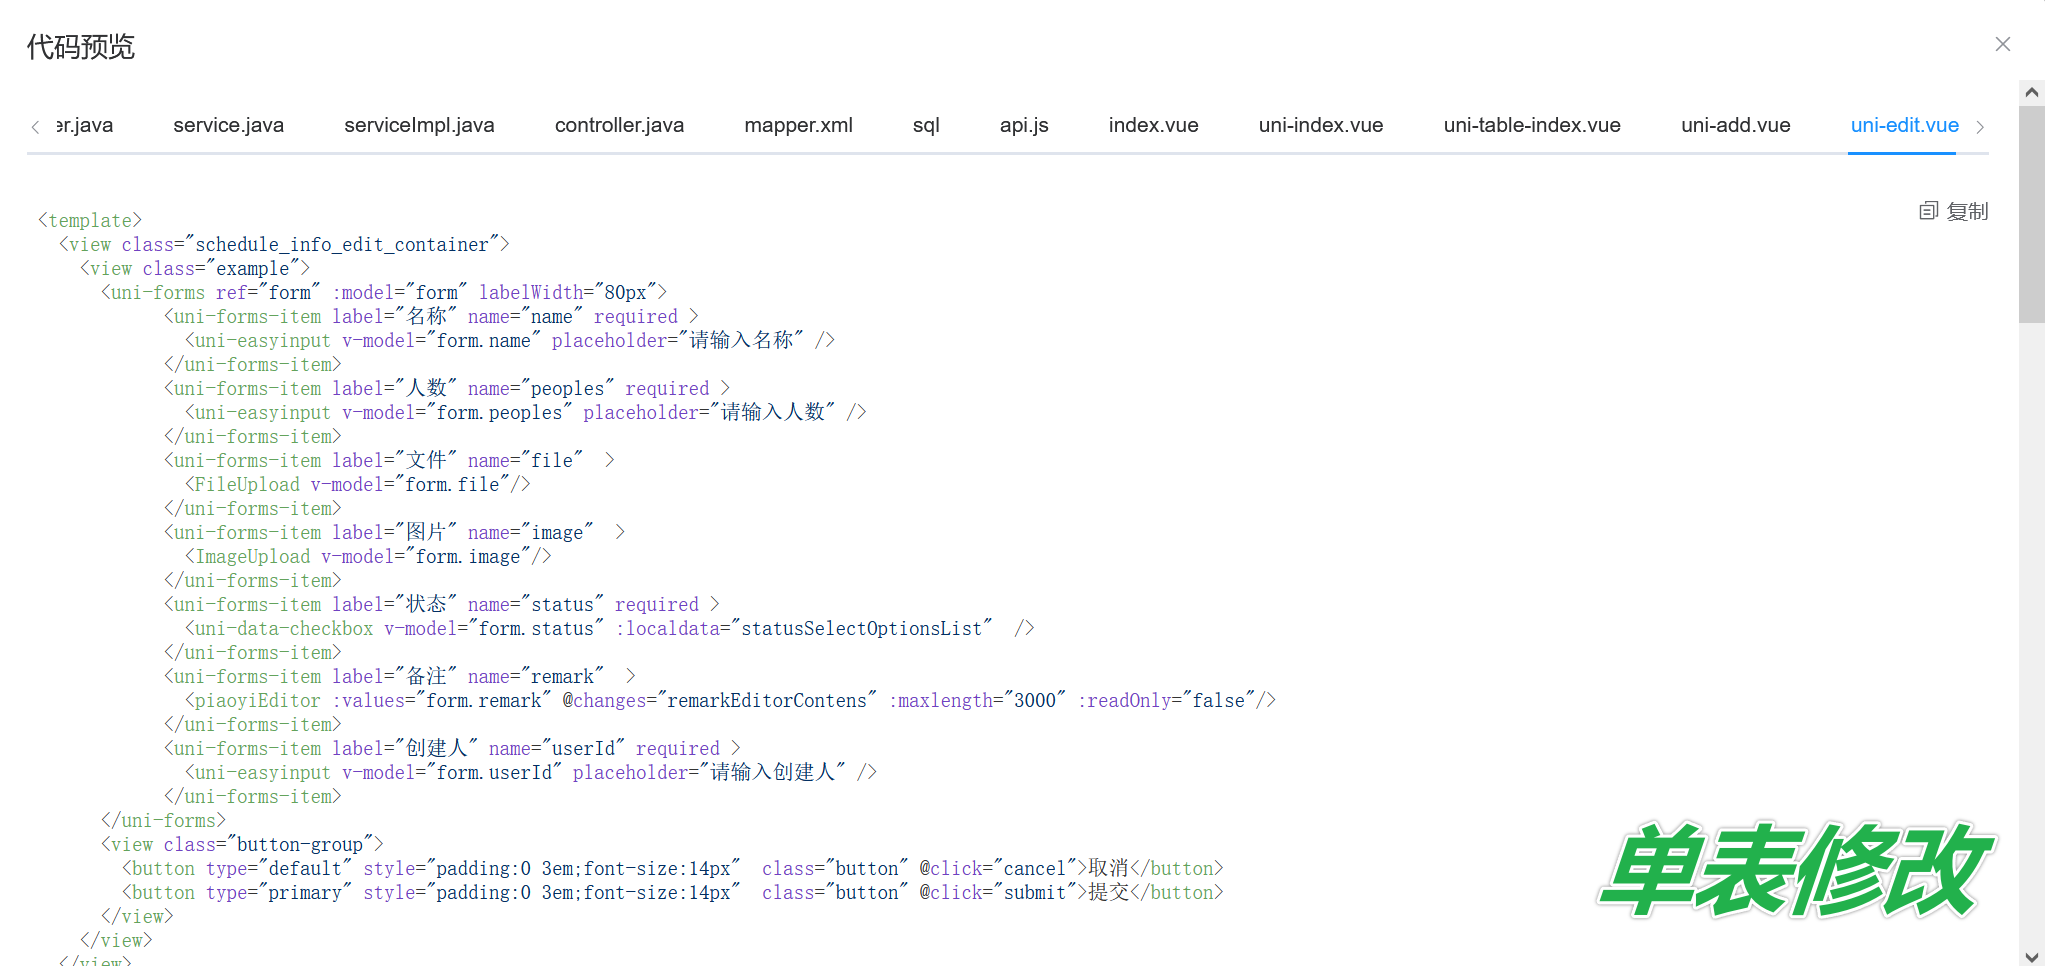 代码预览
er.java service.java serviceImpl.java controller.java mapper.xml sql api.js index.vue uni-index.vue uni-table-index.vue uni-add.vue uni-edit.vue
复制
<template>
  <view class="schedule_info_edit_container">
    <view class="example">
      <uni-forms ref="form" :model="form" labelWidth="80px">
            <uni-forms-item label="名称" name="name" required >
              <uni-easyinput v-model="form.name" placeholder="请输入名称" />
            </uni-forms-item>
            <uni-forms-item label="人数" name="peoples" required >
              <uni-easyinput v-model="form.peoples" placeholder="请输入人数" />
            </uni-forms-item>
            <uni-forms-item label="文件" name="file"  >
              <FileUpload v-model="form.file"/>
            </uni-forms-item>
            <uni-forms-item label="图片" name="image"  >
              <ImageUpload v-model="form.image"/>
            </uni-forms-item>
            <uni-forms-item label="状态" name="status" required >
              <uni-data-checkbox v-model="form.status" :localdata="statusSelectOptionsList"  />
            </uni-forms-item>
            <uni-forms-item label="备注" name="remark"  >
              <piaoyiEditor :values="form.remark" @changes="remarkEditorContens" :maxlength="3000" :readOnly="false"/>
            </uni-forms-item>
            <uni-forms-item label="创建人" name="userId" required >
              <uni-easyinput v-model="form.userId" placeholder="请输入创建人" />
            </uni-forms-item>
      </uni-forms>
      <view class="button-group">
        <button type="default" style="padding:0 3em;font-size:14px"  class="button" @click="cancel">取消</button>
        <button type="primary" style="padding:0 3em;font-size:14px"  class="button" @click="submit">提交</button>
      </view>
    </view>
  </view>
单表修改